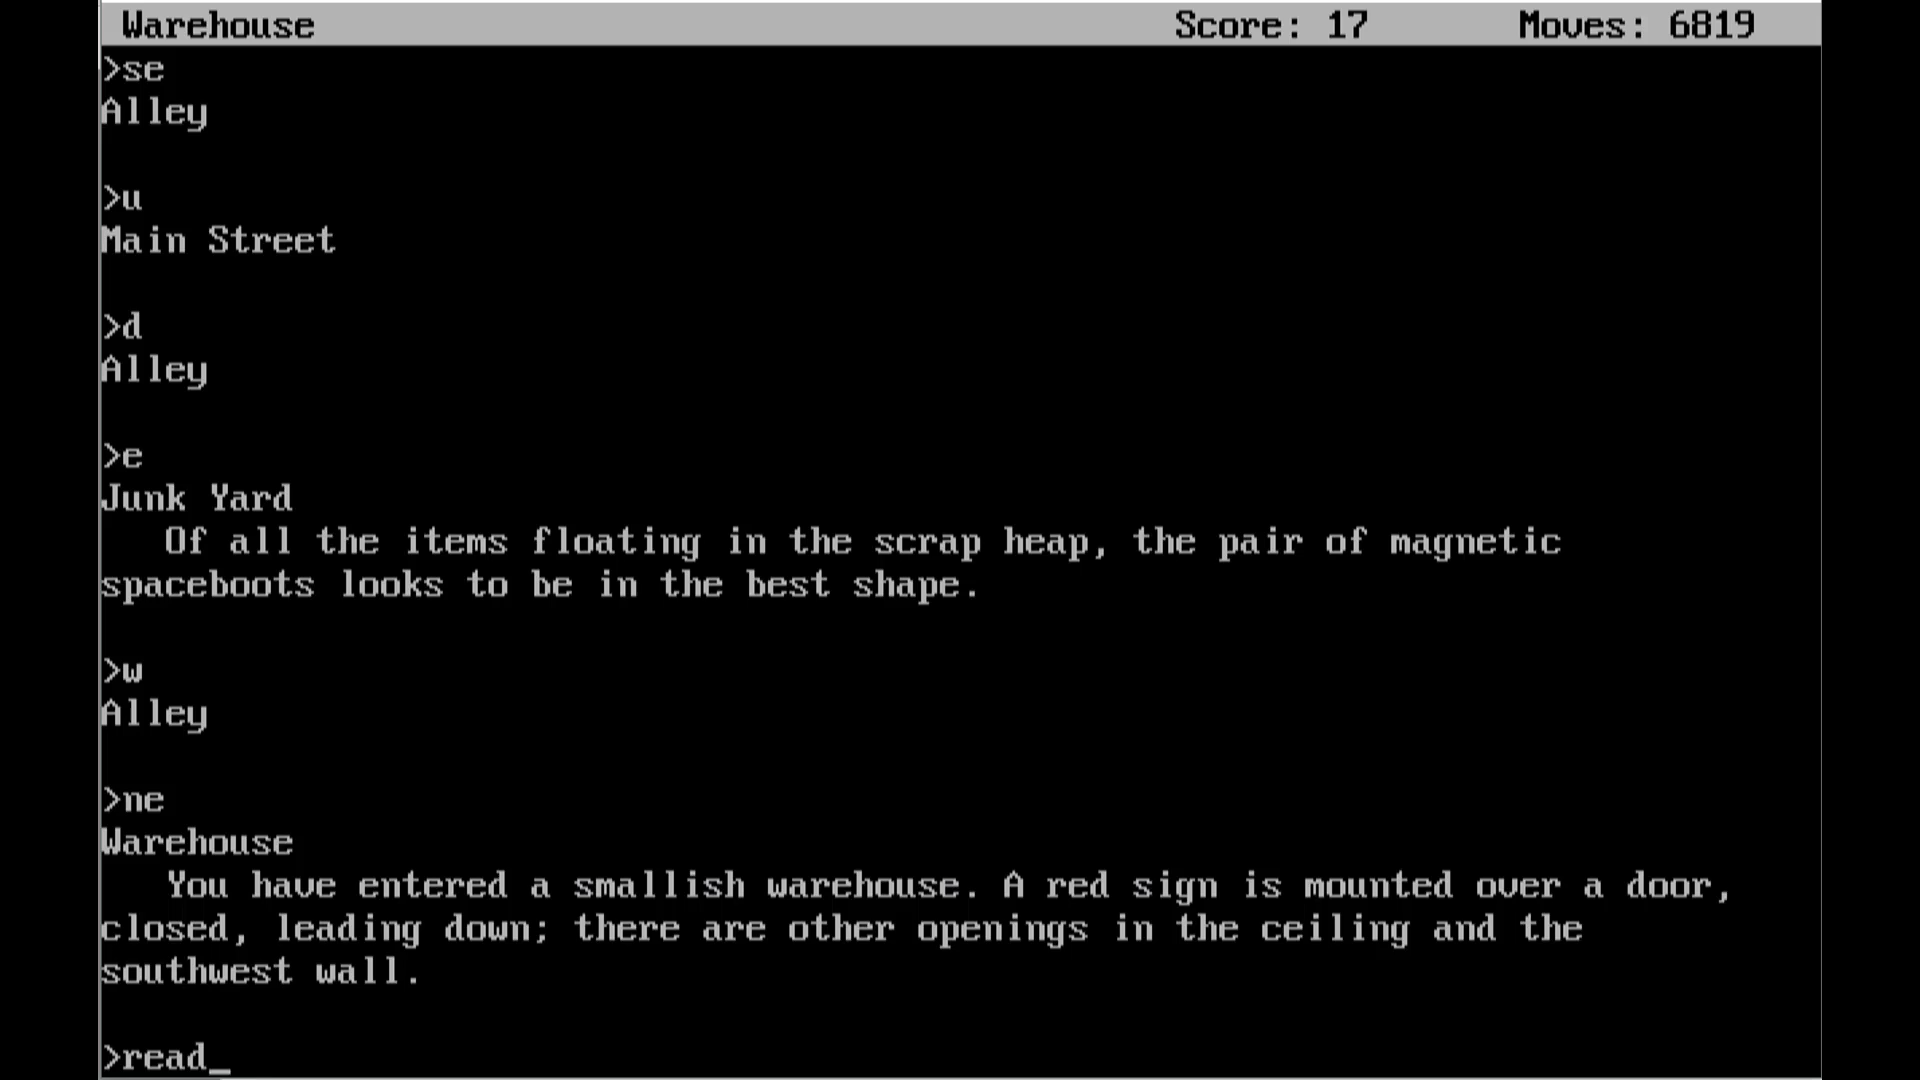 Warehouse Score: 17 Moves: 6819
>se
Alley
>u
Main Street
>d
Alley
>e
Junk Yard
Of all the items floating in the scrap heap, the pair of magnetic
spaceboots looks to be in the best shape.
>w
Alley
>ne
Warehouse
You have entered a smallish warehouse. A red sign is mounted over a door,
closed, leading down; there are other openings in the ceiling and the
southwest wall.
>read_